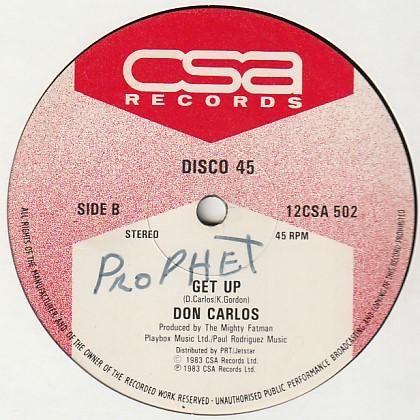 csa
RECORDS
DISCO 45
SIDE B
12CSA 502
STEREO
45 RPM
PROPHET
GET UP
(D.Carlos/K.Gordon)
DON CARLOS
Produced by The Mighty Fatman
Playbox Music Ltd./Paul Rodriguez Music
Distributed by PRT/Jetstar
Ⓒ 1983 CSA Records Ltd.
Ⓟ 1983 CSA Records Ltd.
ALL RIGHTS OF THE MANUFACTURER AND OF THE OWNER OF THE RECORDED WORK RESERVED - UNAUTHORISED PUBLIC PERFORMANCE BROADCASTING AND COPYING OF THE RECORD PROHIBITED